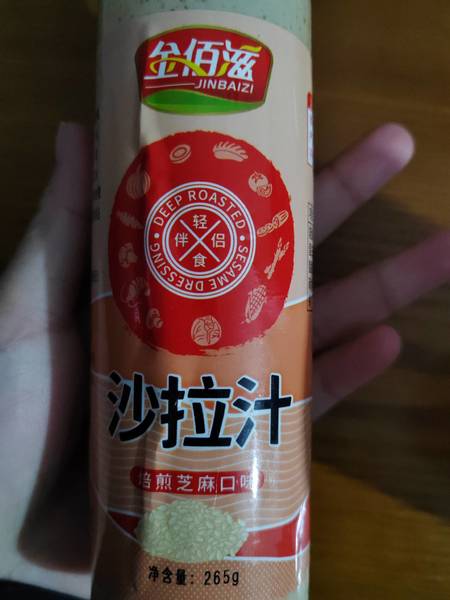 金佰滋
JINBAIZI
DEEP ROASTED
轻
伴侣
食
SESAME DRESSING
沙拉汁
焙煎芝麻口味
净含量: 265g